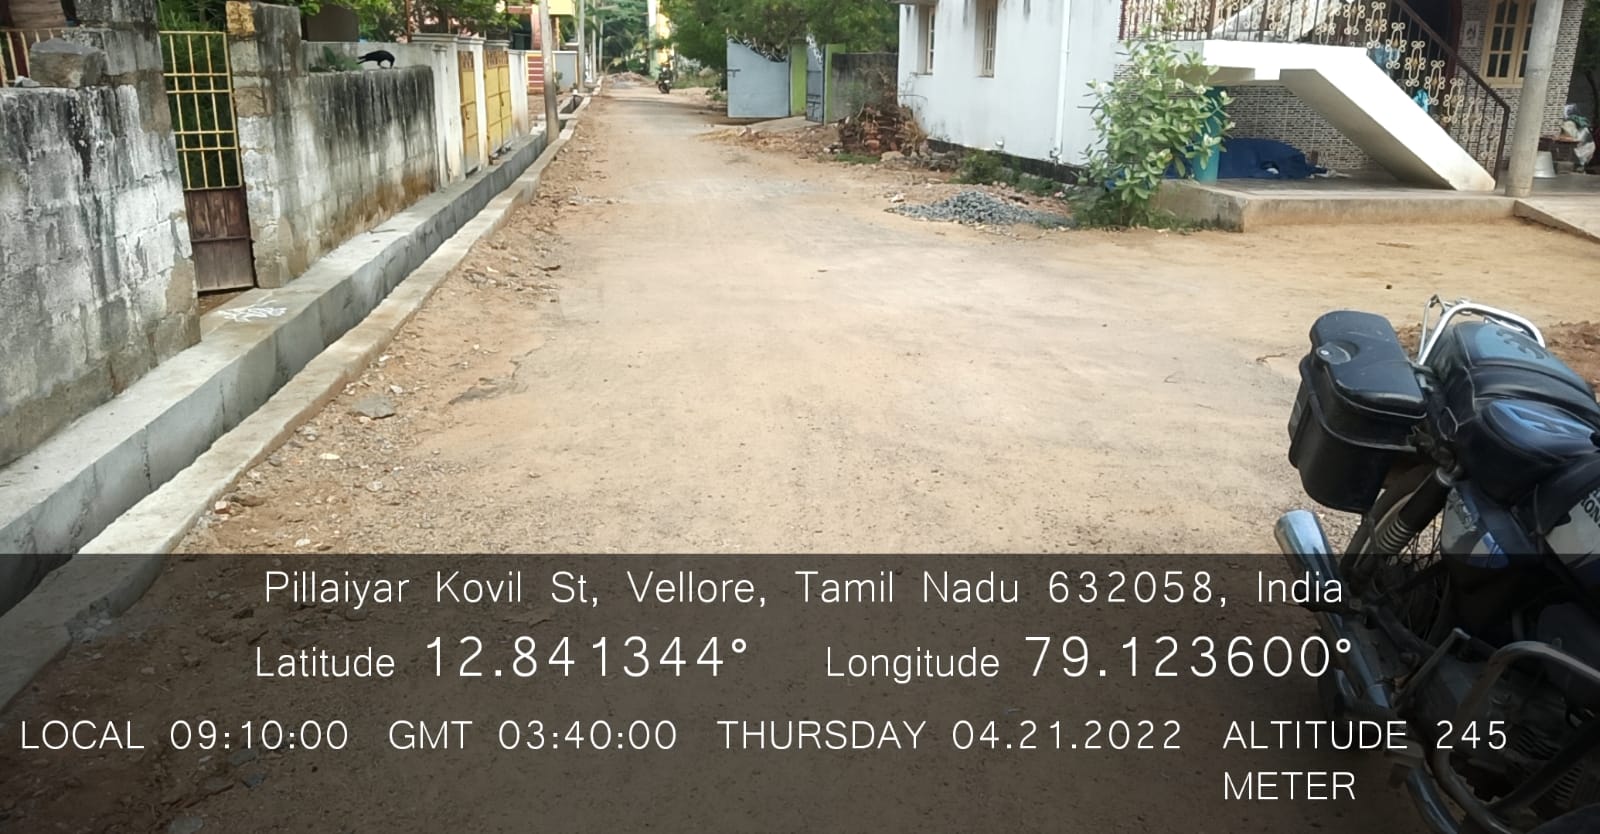 Pillaiyar Kovil St, Vellore, Tamil Nadu 632058, India
Latitude 12.841344° Longitude 79.123600°
LOCAL 09:10:00 GMT 03:40:00 THURSDAY 04.21.2022 ALTITUDE 245
METER